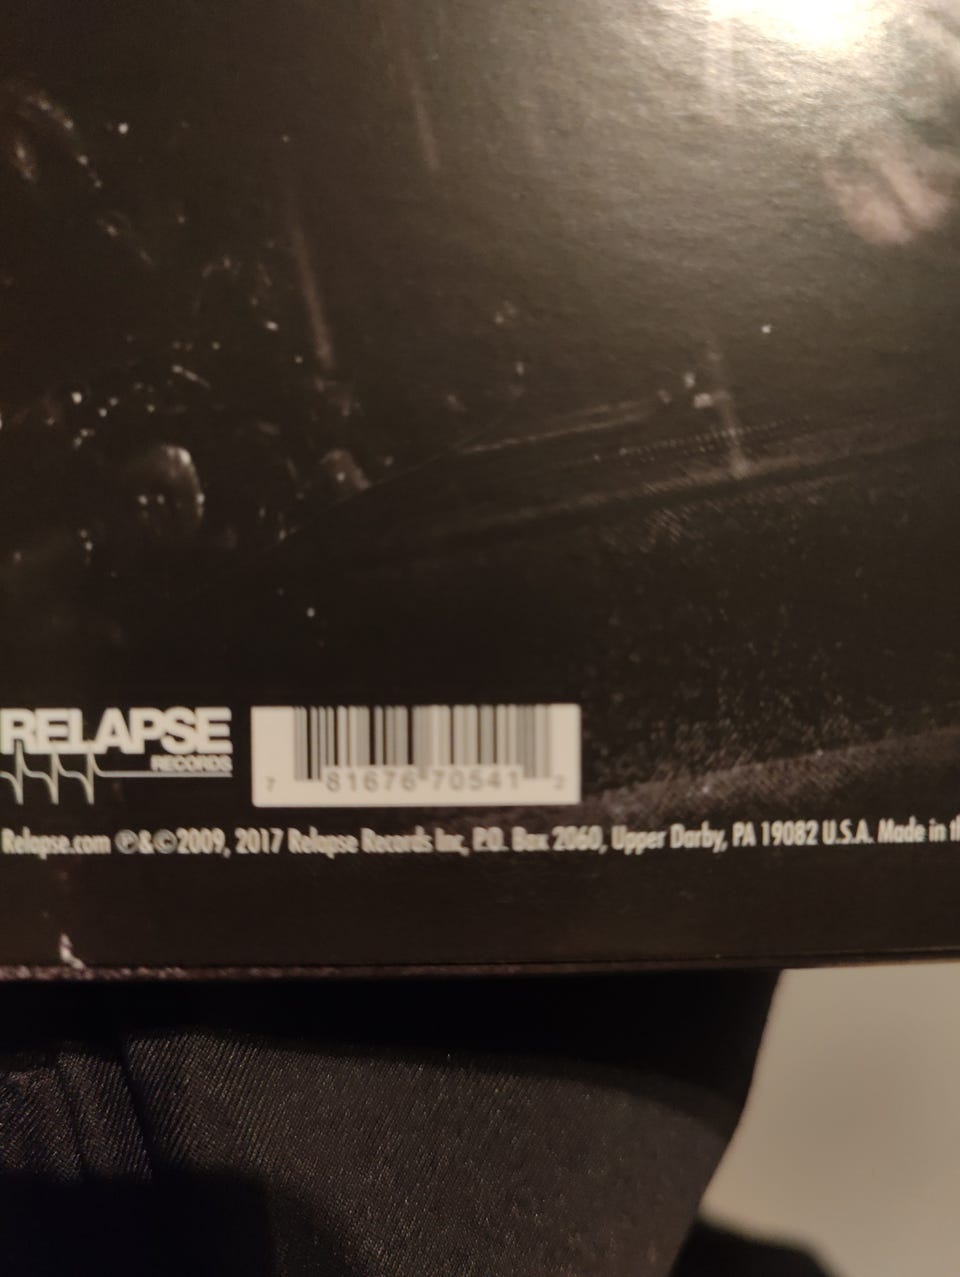 RELAPSE
RECORDS
7 81676 70541 2
Relapse.com ℗&©2009, 2017 Relapse Records Inc, P.O. Box 2060, Upper Darby, PA 19082 U.S.A. Made in th